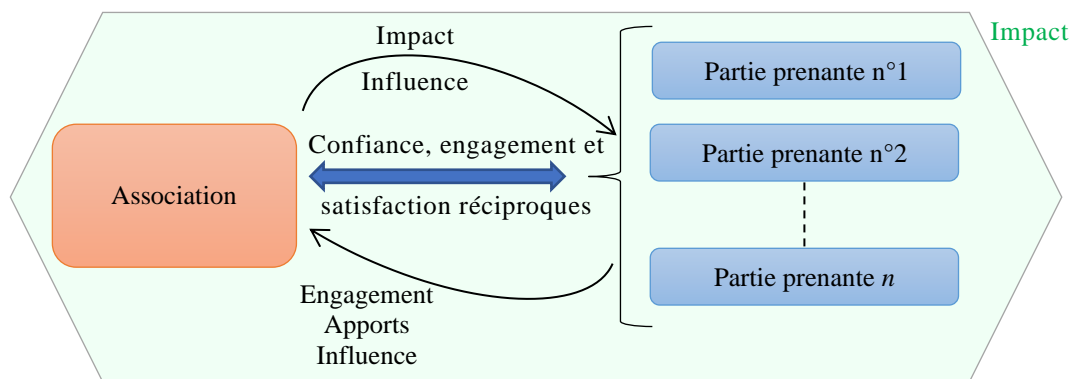 Impact
Impact
Influence
Partie prenante n°1
Confiance, engagement et
Partie prenante n°2
Association
satisfaction réciproques
Partie prenante n
Engagement
Apports
Influence